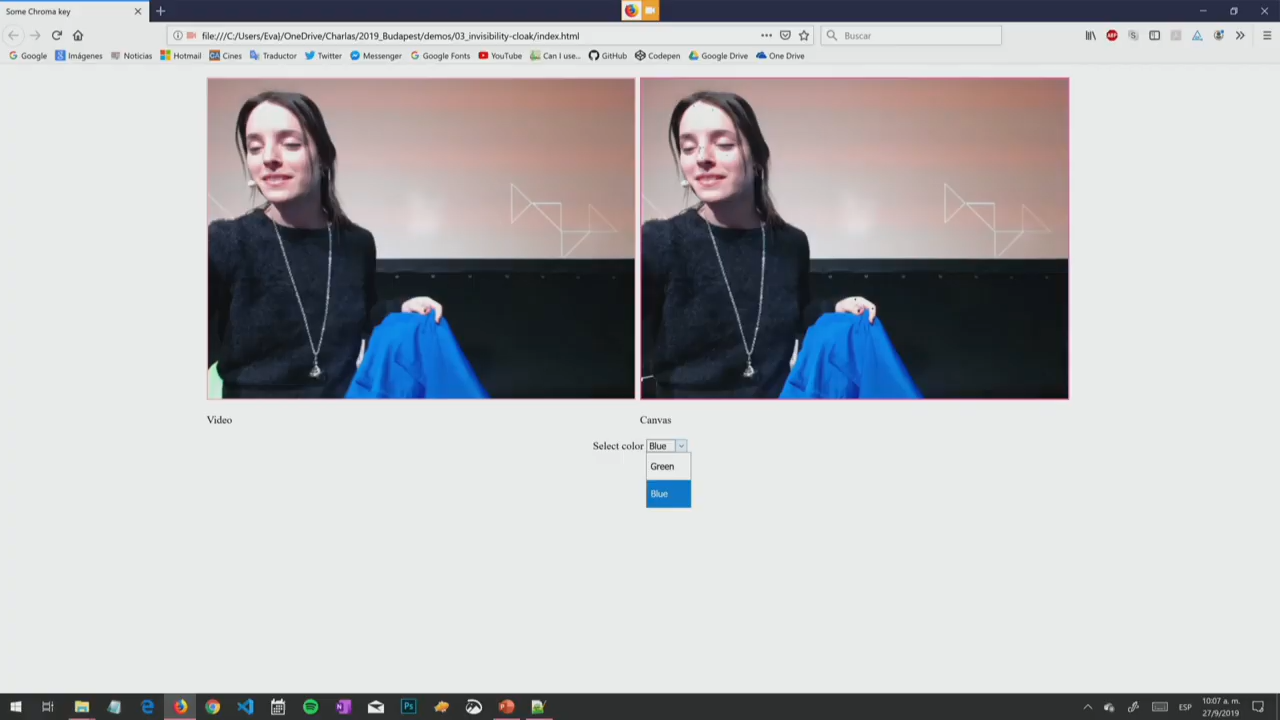 Some Chroma key
file:///C:/Users/Eva}/OneDrive/Charlas/2019_Budapest/demos/03_invisibility-cloak/index.html
Buscar
Google Imágenes Noticias Hotmail Cines Traductor Twitter Messenger Google Fonts YouTube Can I use... GitHub Codepen Google Drive One Drive
Video Canvas
Select color Blue
Green
Blue
ESP
10:07 a. m.
27/9/2019